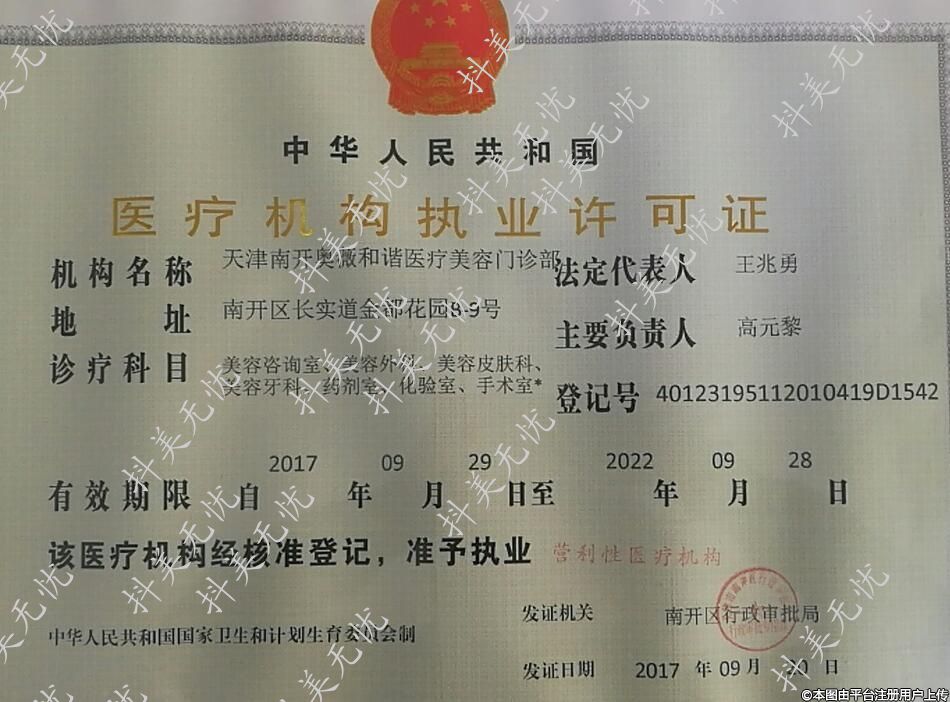 中华人民共和国
医疗机构执业许可证
机构名称 天津南开奥薇和谐医疗美容门诊部 法定代表人 王兆勇
地址 南开区长实道金都花园8-9号 主要负责人 高元黎
诊疗科目 美容咨询室、美容外科、美容皮肤科、
美容牙科、药剂室、化验室、手术室*
登记号 40123195112010419D1542
有效期限 自 2017 年 09 月 29 日至 2022 年 09 月 28 日
该医疗机构经核准登记，准予执业 营利性医疗机构
发证机关 南开区行政审批局
中华人民共和国国家卫生和计划生育委员会制
发证日期 2017 年 09 月 20 日
抖美无忧
©本图由平台注册用户上传